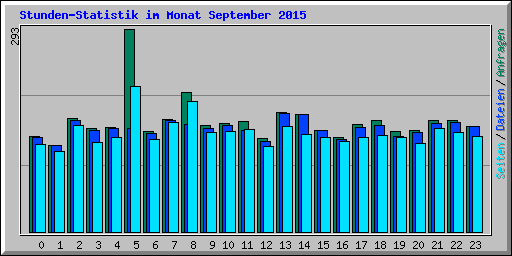 Stunden-Statistik im Monat September 2015
293
Seiten/Dateien/Anfragen
0 1 2 3 4 5 6 7 8 9 10 11 12 13 14 15 16 17 18 19 20 21 22 23